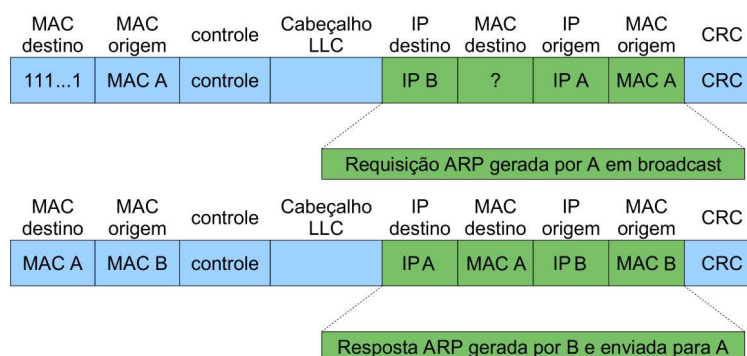 MAC destino MAC origem controle Cabeçalho LLC IP destino MAC destino IP origem MAC origem CRC
111...1 MAC A controle IP B ? IP A MAC A CRC
Requisição ARP gerada por A em broadcast
MAC destino MAC origem controle Cabeçalho LLC IP destino MAC destino IP origem MAC origem CRC
MAC A MAC B controle IP A MAC A IP B MAC B CRC
Resposta ARP gerada por B e enviada para A